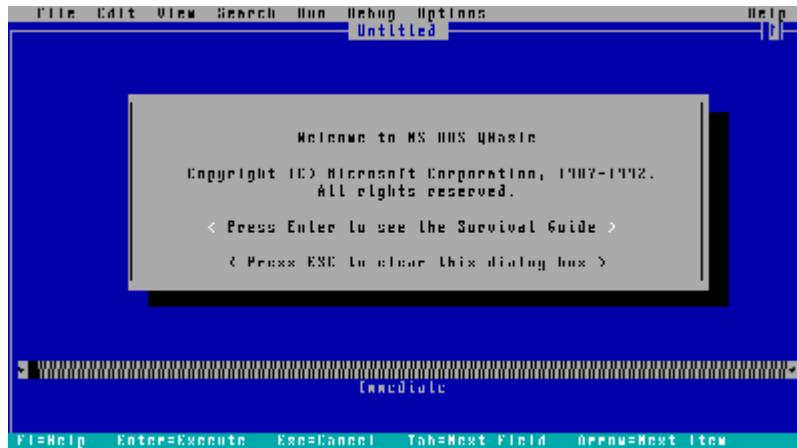 File Edit View Search Run Debug Options Help
Untitled
Welcome to MS-DOS QBasic
Copyright (C) Microsoft Corporation, 1987-1992.
All rights reserved.
< Press Enter to see the Survival Guide >
< Press ESC to clear this dialog box >
Immediate
F1=Help Enter=Execute Esc=Cancel Tab=Next Field Arrow=Next Item